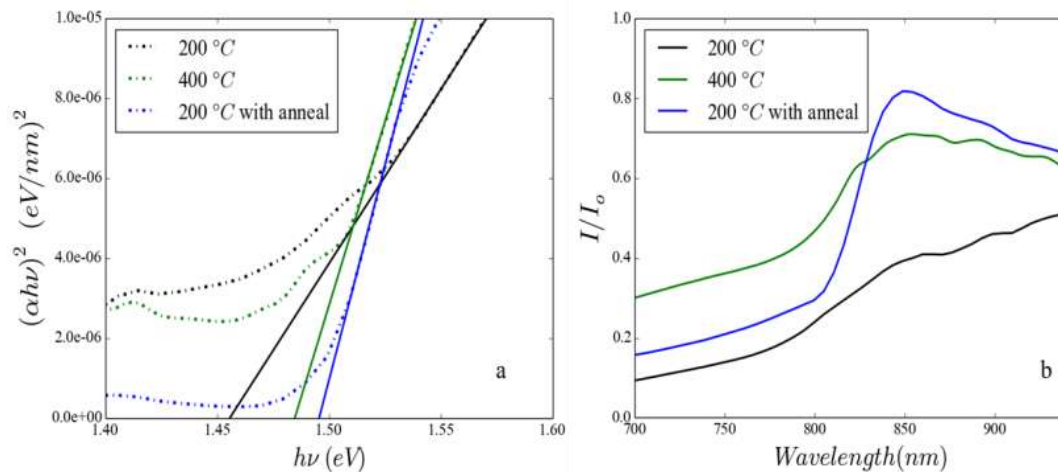 1.0e-05
8.0e-06
6.0e-06
4.0e-06
2.0e-06
0.0e+00
(αhν)² (eV/nm)²
200 °C
400 °C
200 °C with anneal
a
1.40 1.45 1.50 1.55 1.60
hν (eV)
1.0
0.8
0.6
0.4
0.2
0.0
I/I₀
200 °C
400 °C
200 °C with anneal
b
700 750 800 850 900
Wavelength(nm)